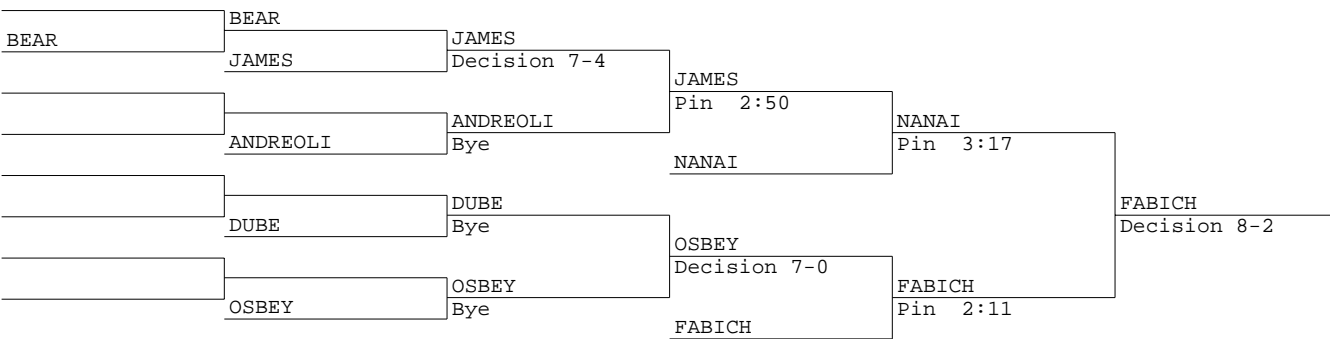 BEAR
BEAR
JAMES
JAMES
Decision 7-4
JAMES
Pin 2:50
ANDREOLI
ANDREOLI
Bye
NANAI
NANAI
Pin 3:17
DUBE
DUBE
Bye
FABICH
Decision 8-2
OSBEY
Decision 7-0
OSBEY
OSBEY
Bye
FABICH
Pin 2:11
FABICH